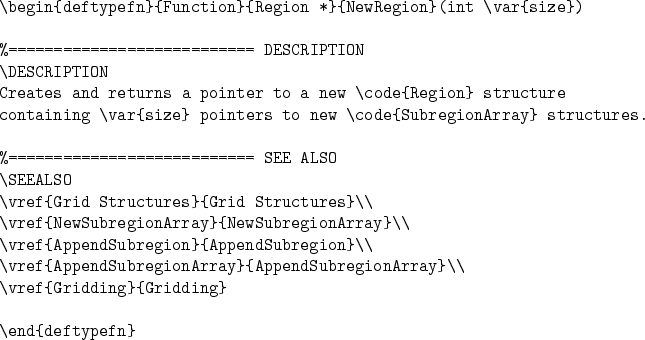 \begin{deftypefn}{Function}{Region *}{NewRegion}(int \var{size})
%=========================== DESCRIPTION
\DESCRIPTION
Creates and returns a pointer to a new \code{Region} structure
containing \var{size} pointers to new \code{SubregionArray} structures.
%=========================== SEE ALSO
\SEEALSO
\vref{Grid Structures}{Grid Structures}\\
\vref{NewSubregionArray}{NewSubregionArray}\\
\vref{AppendSubregion}{AppendSubregion}\\
\vref{AppendSubregionArray}{AppendSubregionArray}\\
\vref{Gridding}{Gridding}
\end{deftypefn}